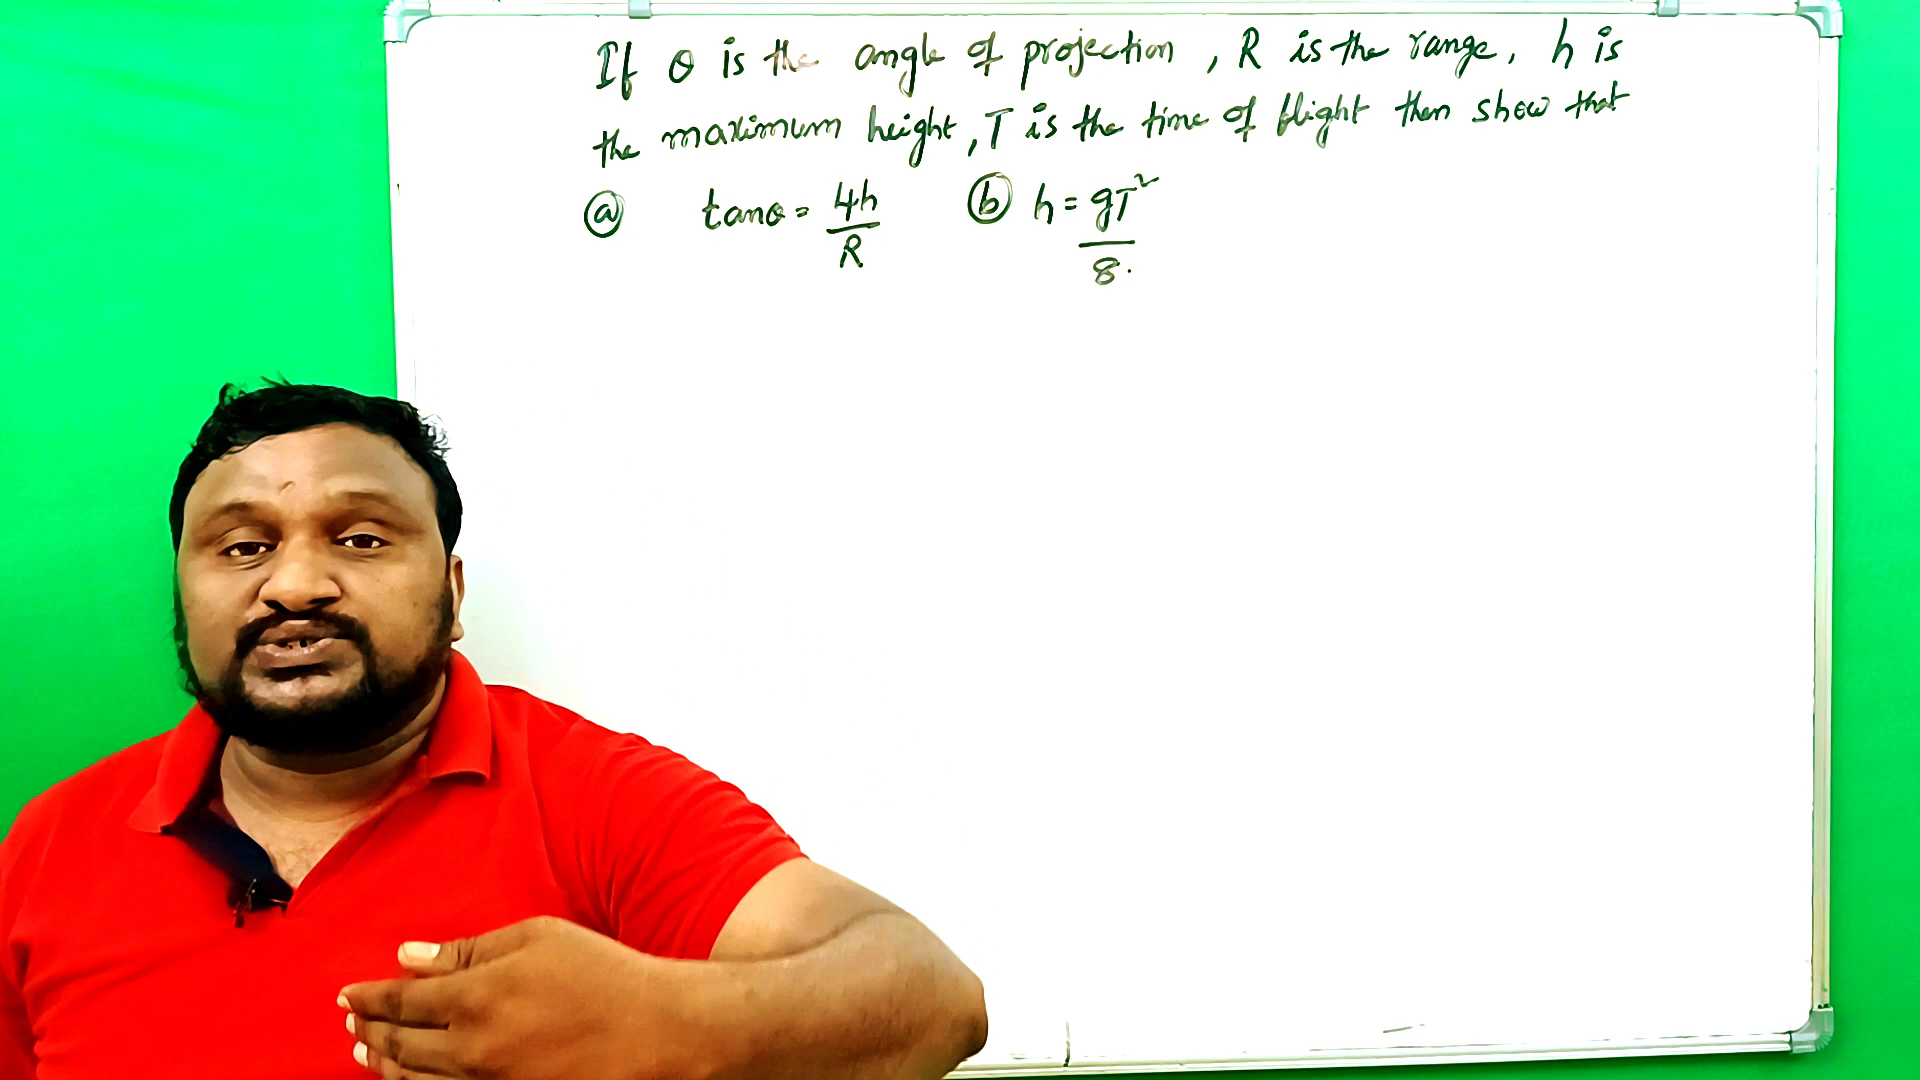 If θ is the angle of projection, R is the range, h is
the maximum height, T is the time of flight then show that
ⓐ tanθ = 4h/R ⓑ h = gT²/8.